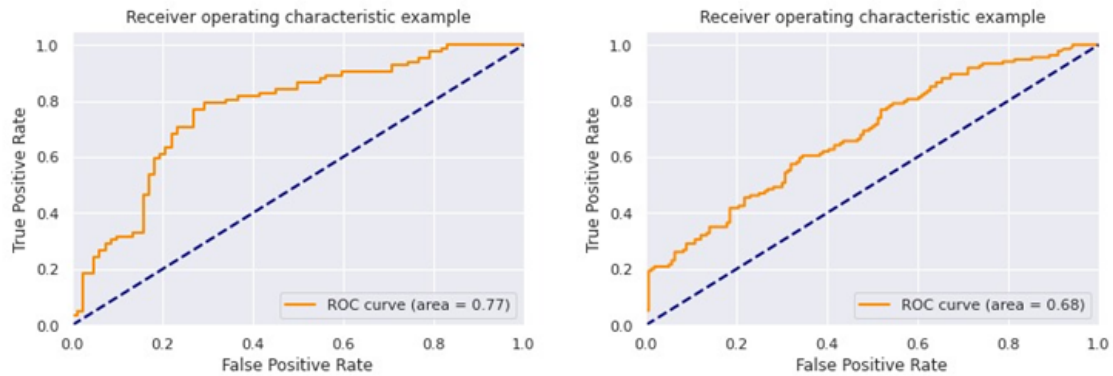 Receiver operating characteristic example
1.0
0.8
0.6
0.4
0.2
0.0
True Positive Rate
ROC curve (area = 0.77)
0.0 0.2 0.4 0.6 0.8 1.0
False Positive Rate
Receiver operating characteristic example
1.0
0.8
0.6
0.4
0.2
0.0
True Positive Rate
ROC curve (area = 0.68)
0.0 0.2 0.4 0.6 0.8 1.0
False Positive Rate